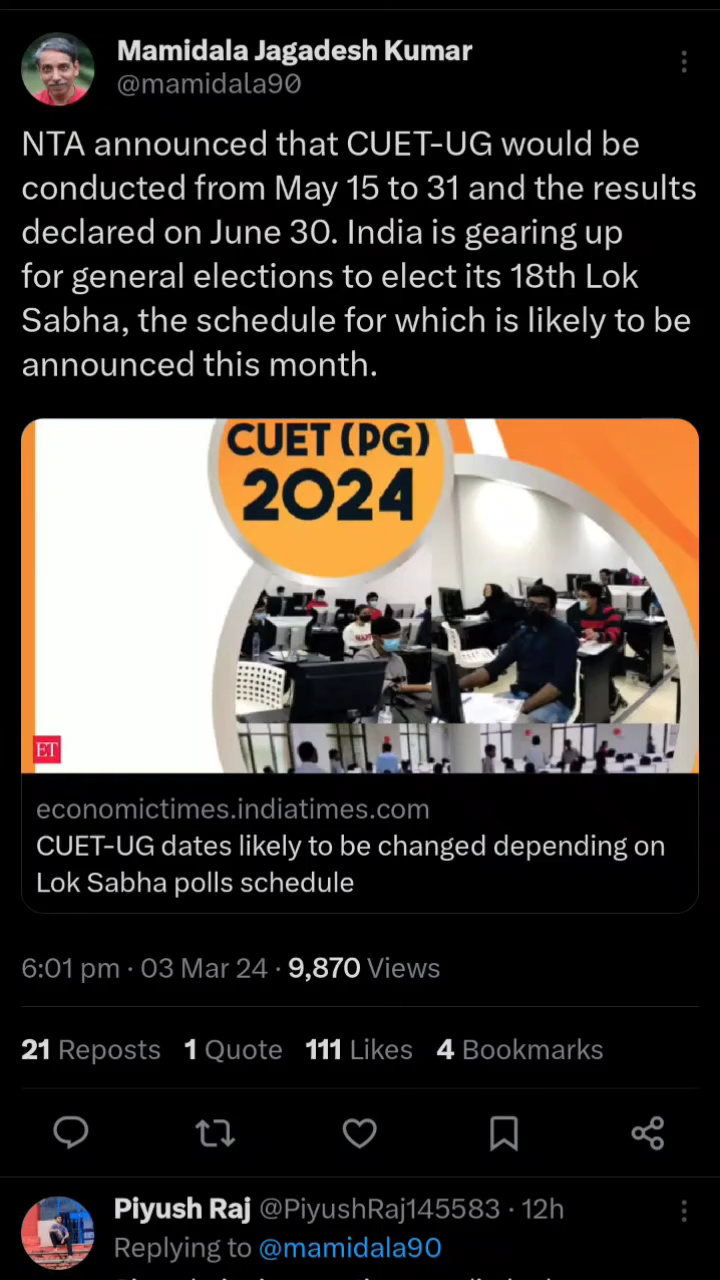 Mamidala Jagadesh Kumar
@mamidala90
NTA announced that CUET-UG would be
conducted from May 15 to 31 and the results
declared on June 30. India is gearing up
for general elections to elect its 18th Lok
Sabha, the schedule for which is likely to be
announced this month.
CUET (PG)
2024
ET
economictimes.indiatimes.com
CUET-UG dates likely to be changed depending on
Lok Sabha polls schedule
6:01 pm · 03 Mar 24 · 9,870 Views
21 Reposts 1 Quote 111 Likes 4 Bookmarks
Piyush Raj @PiyushRaj145583 · 12h
Replying to @mamidala90